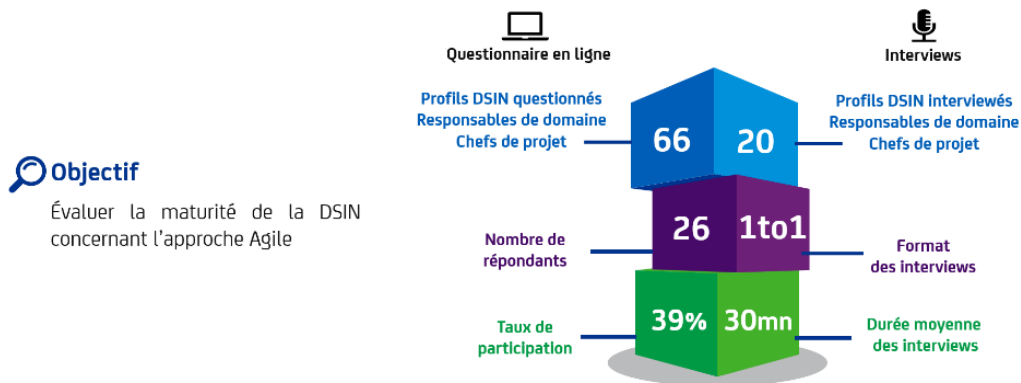 Objectif
Évaluer la maturité de la DSIN
concernant l'approche Agile
Questionnaire en ligne
Profils DSIN questionnés
Responsables de domaine
Chefs de projet
66
Nombre de
répondants
26
Taux de
participation
39%
Interviews
20
Profils DSIN interviewés
Responsables de domaine
Chefs de projet
1to1
Format
des interviews
30mn
Durée moyenne
des interviews